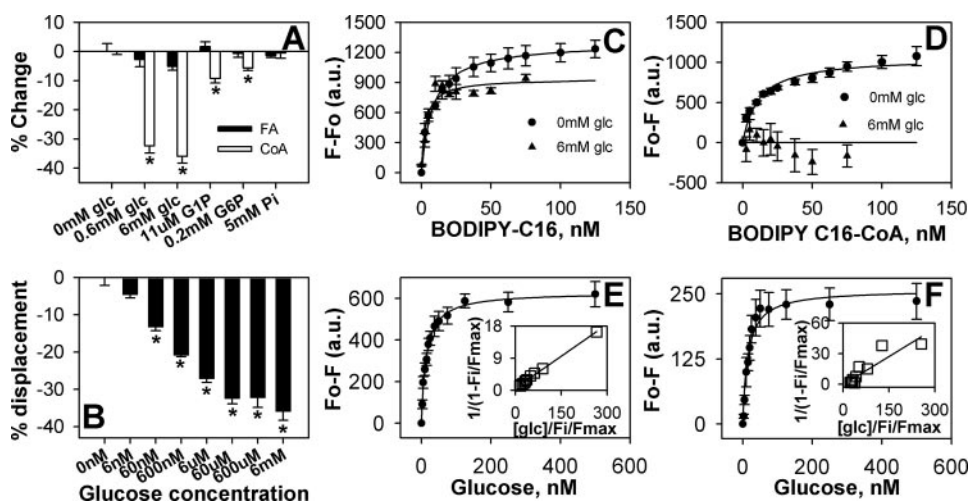 A
% Change
10
0
-10
-20
-30
-40
FA
CoA
* * * *
0mM glc
0.6mM glc
6mM glc
11uM G1P
0.2mM G6P
5mM Pi
C
F-Fo (a.u.)
1500
1200
900
600
300
0
0mM glc
6mM glc
0 50 100 150
BODIPY-C16, nM
D
Fo-F (a.u.)
1500
1000
500
0
-500
0mM glc
6mM glc
0 50 100 150
BODIPY C16-CoA, nM
B
% displacement
0
-10
-20
-30
-40
* * * * * *
0nM
6nM
60nM
600nM
6uM
60uM
600uM
6mM
Glucose concentration
E
Fo-F (a.u.)
800
600
400
200
0
1/(1-Fi/Fmax)
18
9
0
0 150 300
[glc]/Fi/Fmax
0 200 400 600
Glucose, nM
F
Fo-F (a.u.)
250
125
0
1/(1-Fi/Fmax)
60
30
0
0 150 300
[glc]/Fi/Fmax
0 200 400 600
Glucose, nM